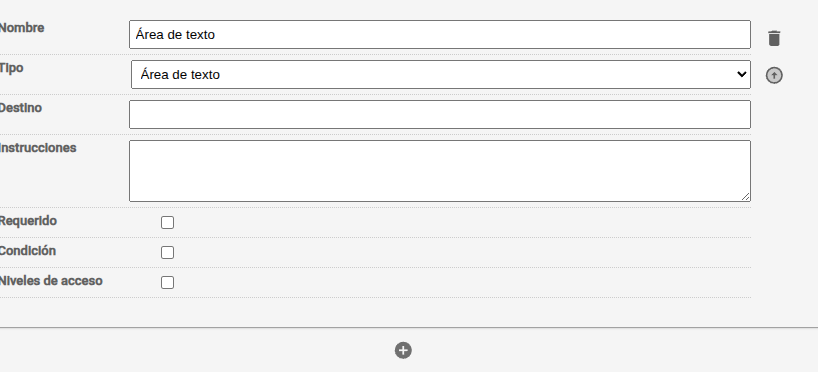 Nombre
Área de texto
Tipo
Área de texto
Destino
Instrucciones
Requerido
Condición
Niveles de acceso